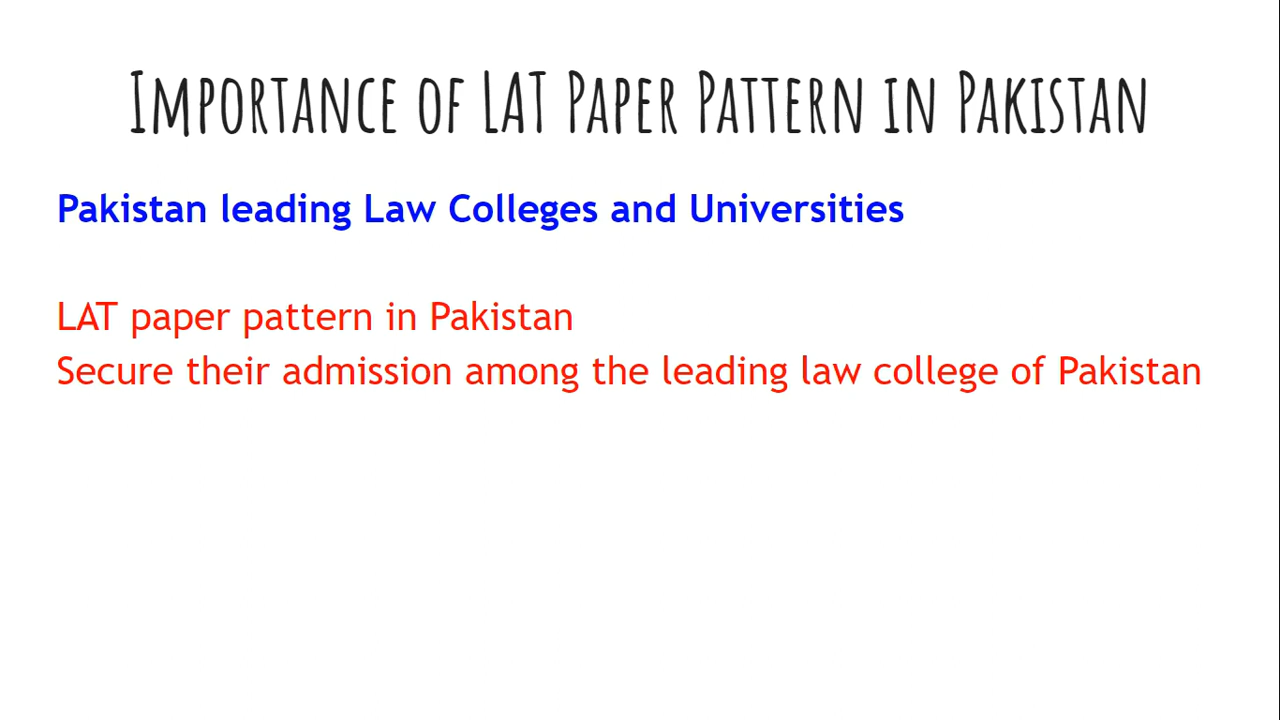 Importance of LAT Paper Pattern in Pakistan
Pakistan leading Law Colleges and Universities
LAT paper pattern in Pakistan
Secure their admission among the leading law college of Pakistan